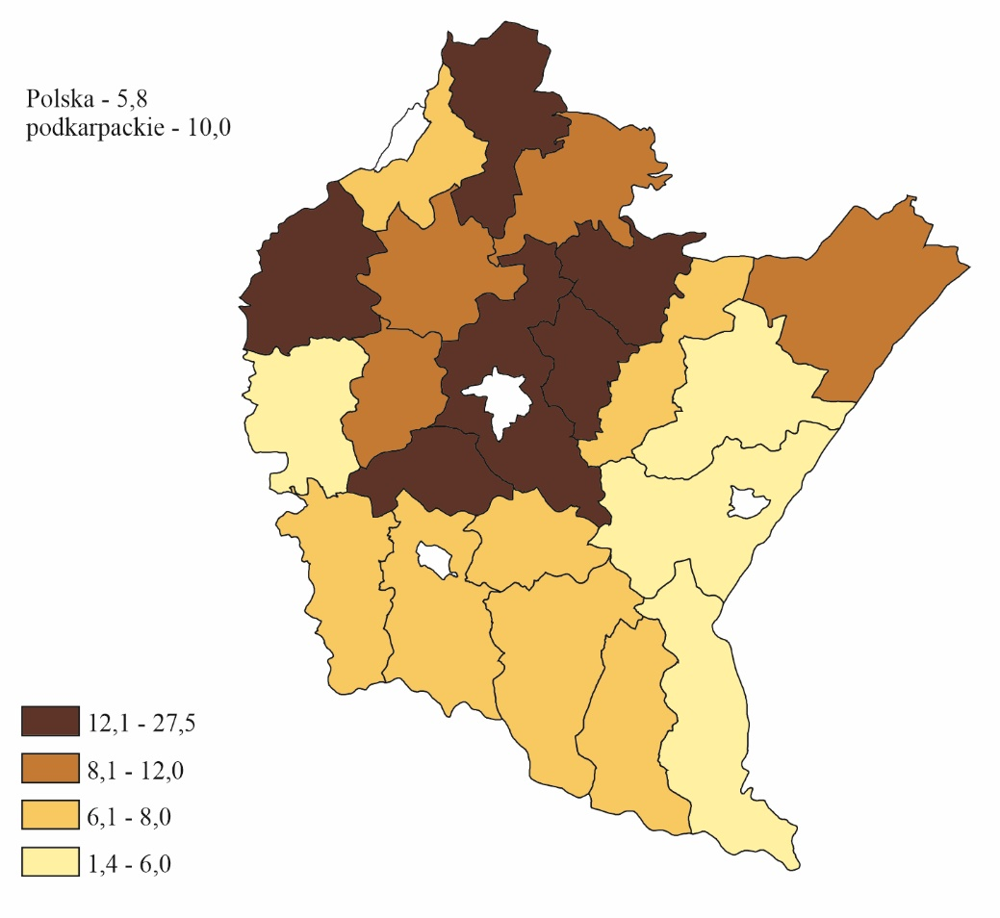 Polska - 5,8
podkarpackie - 10,0
12,1 - 27,5
8,1 - 12,0
6,1 - 8,0
1,4 - 6,0